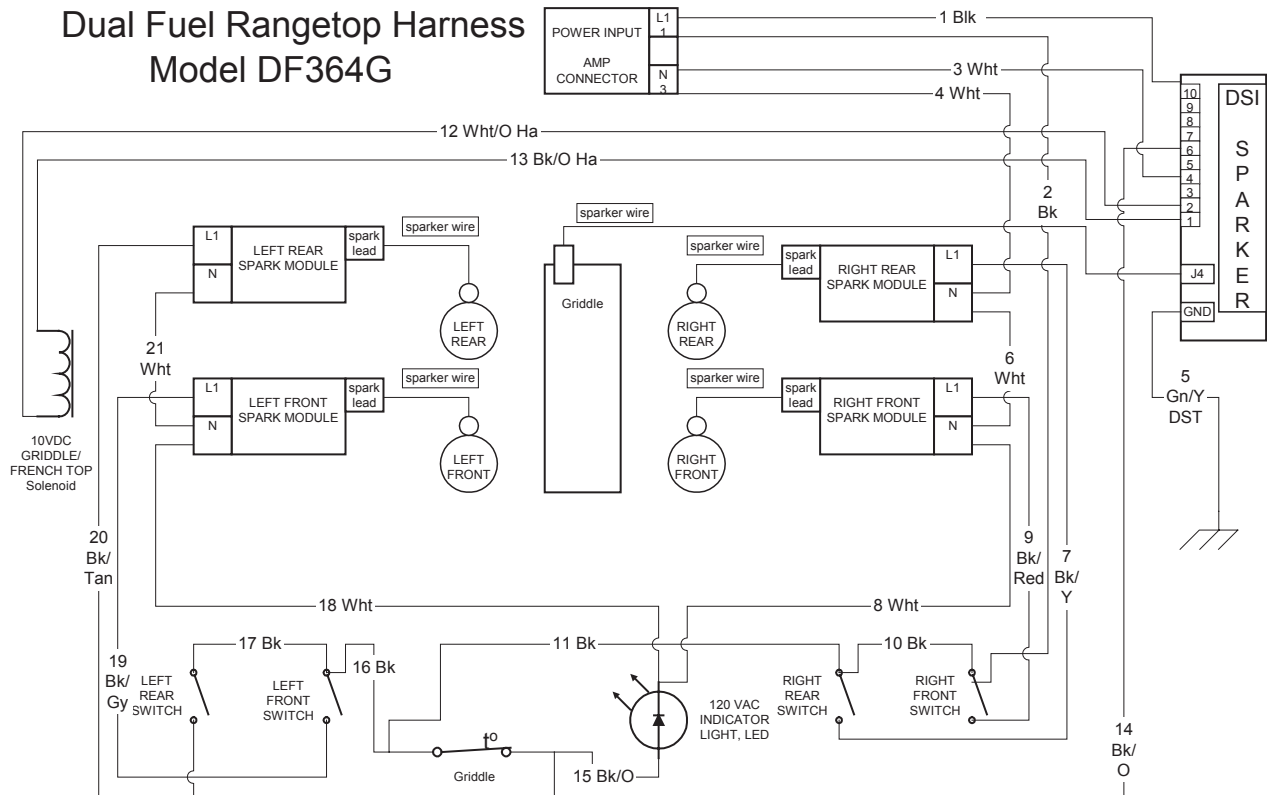 Dual Fuel Rangetop Harness
Model DF364G
POWER INPUT
AMP
CONNECTOR
L1
1
N
3
1 Blk
3 Wht
4 Wht
12 Wht/O Ha
13 Bk/O Ha
2
Bk
10
9
8
7
6
5
4
3
2
1
J4
GND
DSI
S
P
A
R
K
E
R
L1
N
LEFT REAR
SPARK MODULE
spark
lead
sparker wire
LEFT
REAR
sparker wire
Griddle
sparker wire
RIGHT
REAR
spark
lead
RIGHT REAR
SPARK MODULE
L1
N
21
Wht
L1
N
LEFT FRONT
SPARK MODULE
spark
lead
sparker wire
LEFT
FRONT
sparker wire
RIGHT
FRONT
spark
lead
RIGHT FRONT
SPARK MODULE
L1
N
6
Wht
5
Gn/Y
DST
10VDC
GRIDDLE/
FRENCH TOP
Solenoid
20
Bk/
Tan
9
Bk/
Red
7
Bk/
Y
18 Wht
8 Wht
17 Bk
16 Bk
11 Bk
10 Bk
19
Bk/
Gy
LEFT
REAR
SWITCH
LEFT
FRONT
SWITCH
120 VAC
INDICATOR
LIGHT, LED
RIGHT
REAR
SWITCH
RIGHT
FRONT
SWITCH
to
Griddle
15 Bk/O
14
Bk/
O